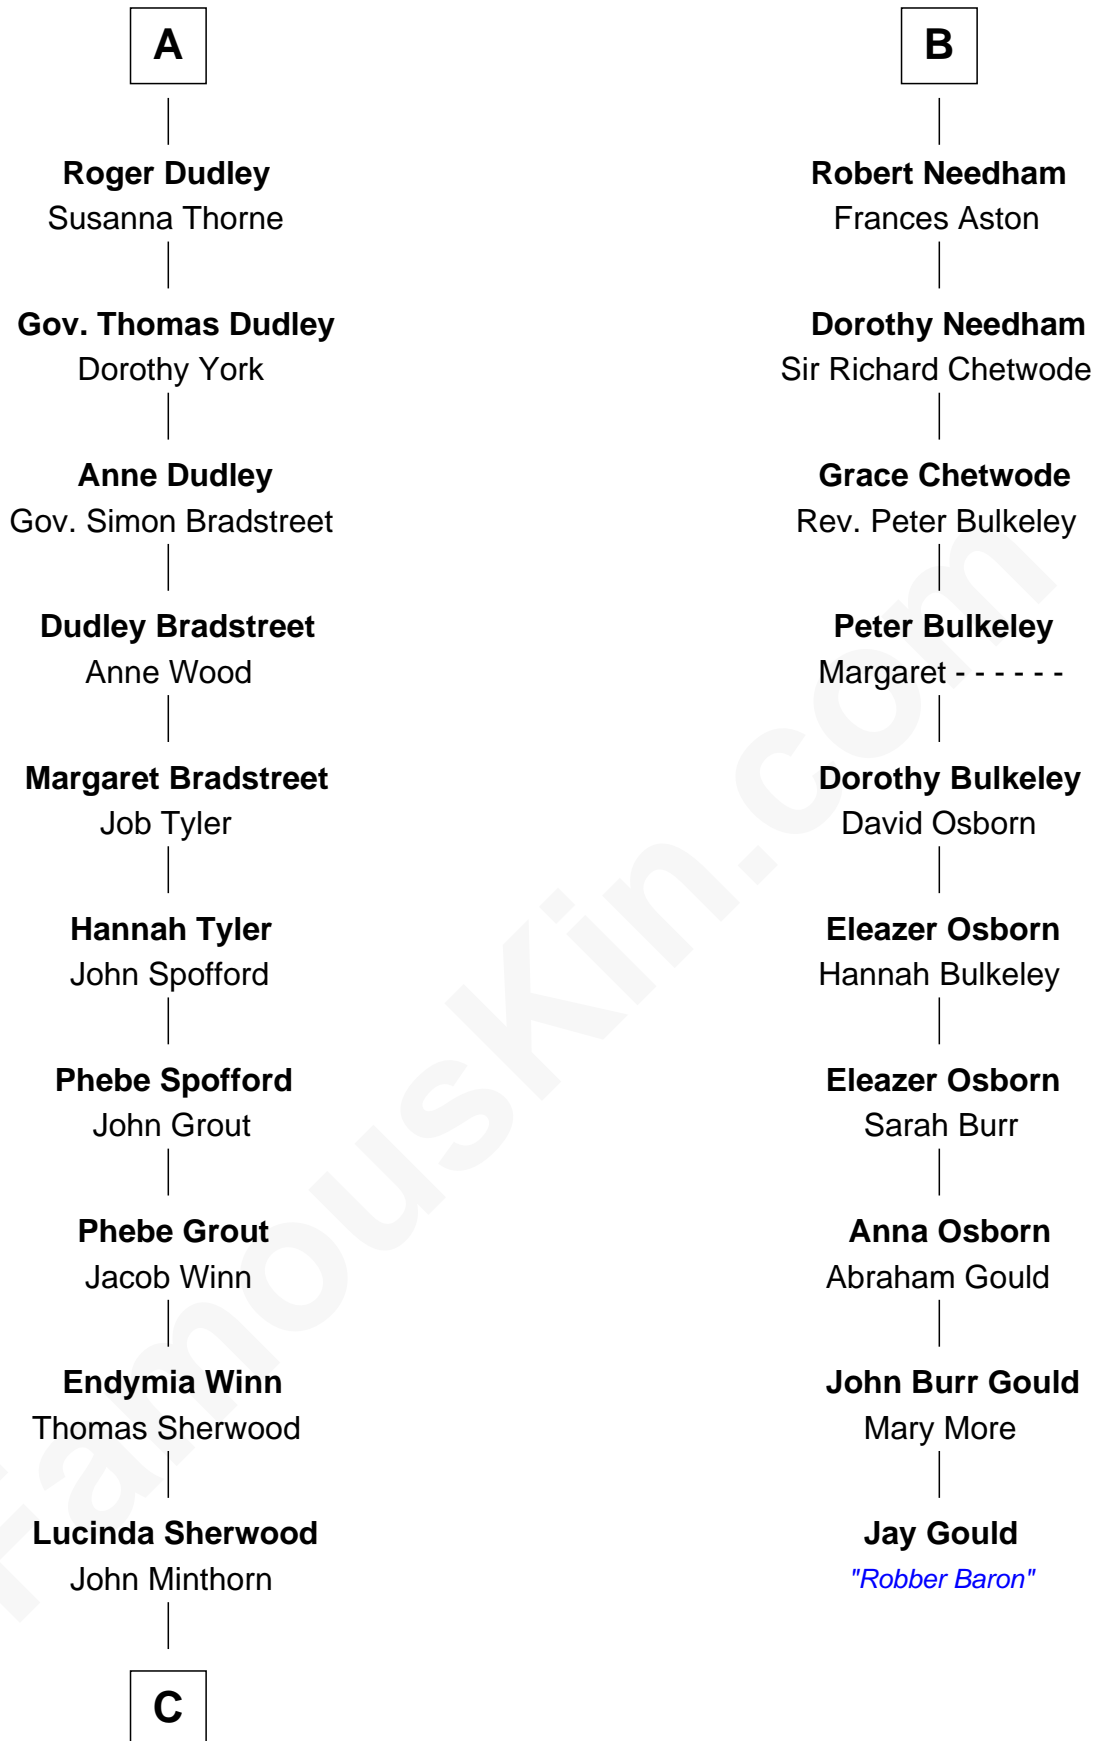 A
Roger Dudley
Susanna Thorne
Gov. Thomas Dudley
Dorothy York
Anne Dudley
Gov. Simon Bradstreet
Dudley Bradstreet
Anne Wood
Margaret Bradstreet
Job Tyler
Hannah Tyler
John Spofford
Phebe Spofford
John Grout
Phebe Grout
Jacob Winn
Endymia Winn
Thomas Sherwood
Lucinda Sherwood
John Minthorn
C
B
Robert Needham
Frances Aston
Dorothy Needham
Sir Richard Chetwode
Grace Chetwode
Rev. Peter Bulkeley
Peter Bulkeley
Margaret - - - - - -
Dorothy Bulkeley
David Osborn
Eleazer Osborn
Hannah Bulkeley
Eleazer Osborn
Sarah Burr
Anna Osborn
Abraham Gould
John Burr Gould
Mary More
Jay Gould
"Robber Baron"
FamousKin.com